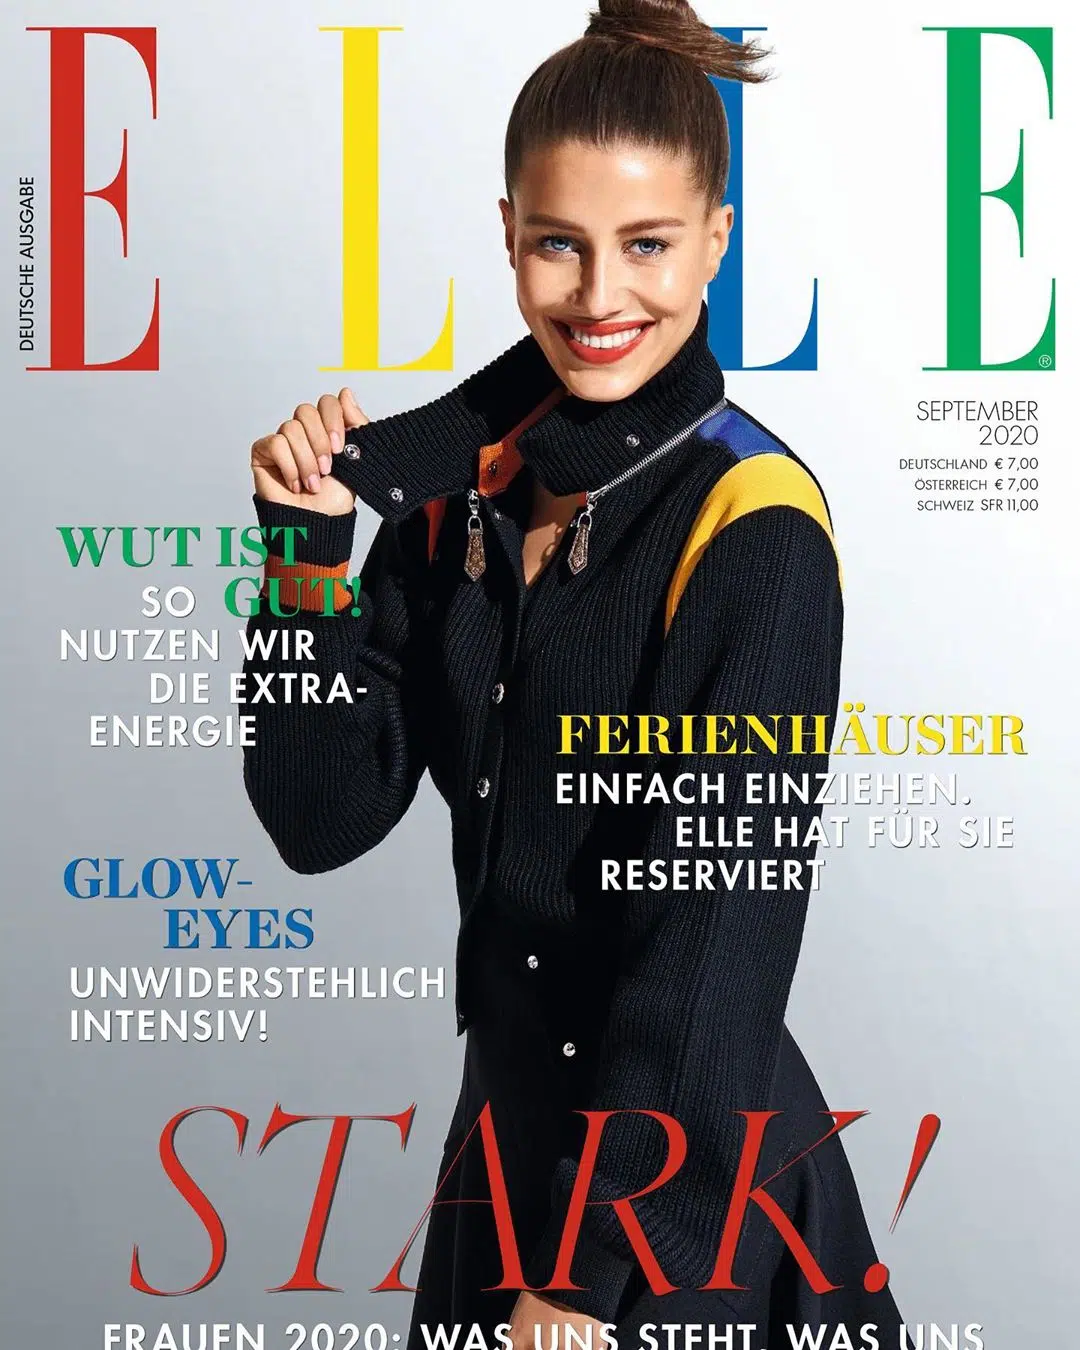 ELLE
DEUTSCHE AUSGABE
SEPTEMBER
2020
DEUTSCHLAND € 7,00
ÖSTERREICH € 7,00
SCHWEIZ SFR 11,00
WUT IST
SO GUT!
NUTZEN WIR
DIE EXTRA-
ENERGIE
FERIENHÄUSER
EINFACH EINZIEHEN.
ELLE HAT FÜR SIE
RESERVIERT
GLOW-
EYES
UNWIDERSTEHLICH
INTENSIV!
STARK!
FRAUEN 2020: WAS UNS STEHT, WAS UNS